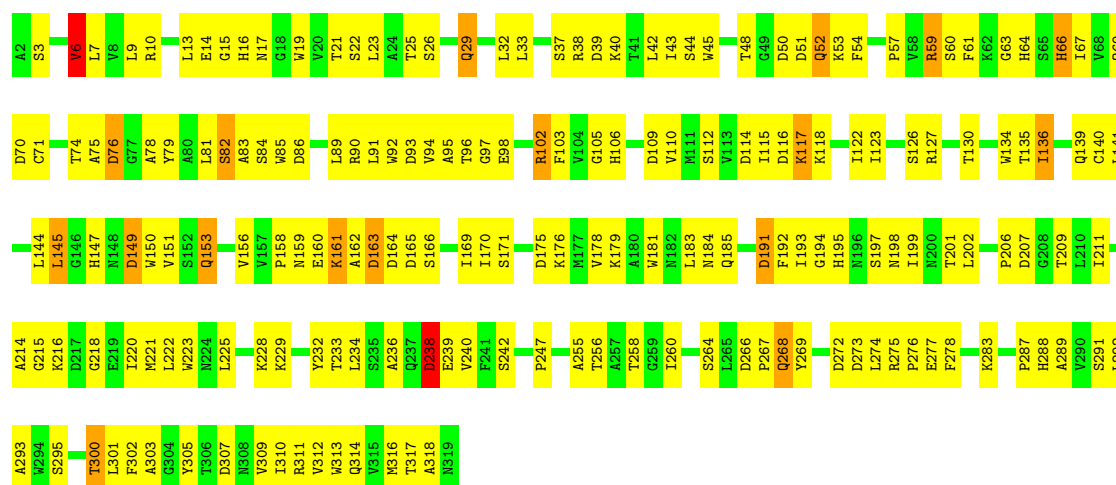 A2 S3 V6 L7 V8 L9 R10 L13 E14 G15 H16 N17 G18 W19 V20 T21 S22 L23 A24 T25 S26 Q29 L32 L33 S37 R38 D39 K40 T41 L42 I43 S44 W45 T48 G49 D50 D51 Q52 K53 F54 P57 V58 R59 S60 F61 K62 G63 H64 S65 H66 I67 V68
D70 C71 T74 A75 D76 G77 A78 Y79 A80 L81 S82 A83 S84 W85 D86 L89 R90 L91 W92 D93 V94 A95 T96 G97 E98 R102 F103 V104 G105 H106 D109 V110 M111 S112 V113 D114 I115 D116 K117 K118 I122 I123 S126 R127 T130 W134 T135 I136 Q139 C140
L144 L145 G146 H147 N148 D149 W150 V151 S152 Q153 V156 V157 P158 N159 E160 K161 A162 D163 D164 D165 S166 I169 I170 S171 D175 K176 M177 V178 K179 A180 W181 N182 L183 N184 Q185 D191 F192 I193 G194 H195 N196 S197 N198 I199 N200 T201 L202 P206 D207 G208 T209 L210 I211
A214 G215 K216 D217 G218 E219 I220 M221 L222 W223 N224 L225 K228 K229 Y232 T233 L234 S235 A236 Q237 D238 E239 V240 F241 S242 P247 A255 T256 A257 T258 G259 I260 S264 L265 D266 P267 Q268 Y269 D272 D273 L274 R275 P276 E277 F278 K283 P287 H288 A289 V290 S291
A293 W294 S295 T300 L301 F302 A303 G304 Y305 T306 D307 N308 V309 I310 R311 V312 W313 Q314 V315 M316 T317 A318 N319